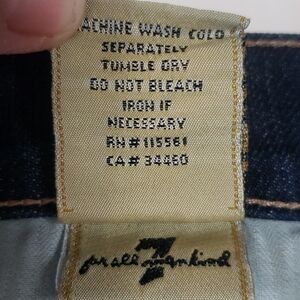 MACHINE WASH COLD
SEPARATELY
TUMBLE DRY
DO NOT BLEACH
IRON IF
NECESSARY
RN# 115561
CA# 34460
7
for all mankind